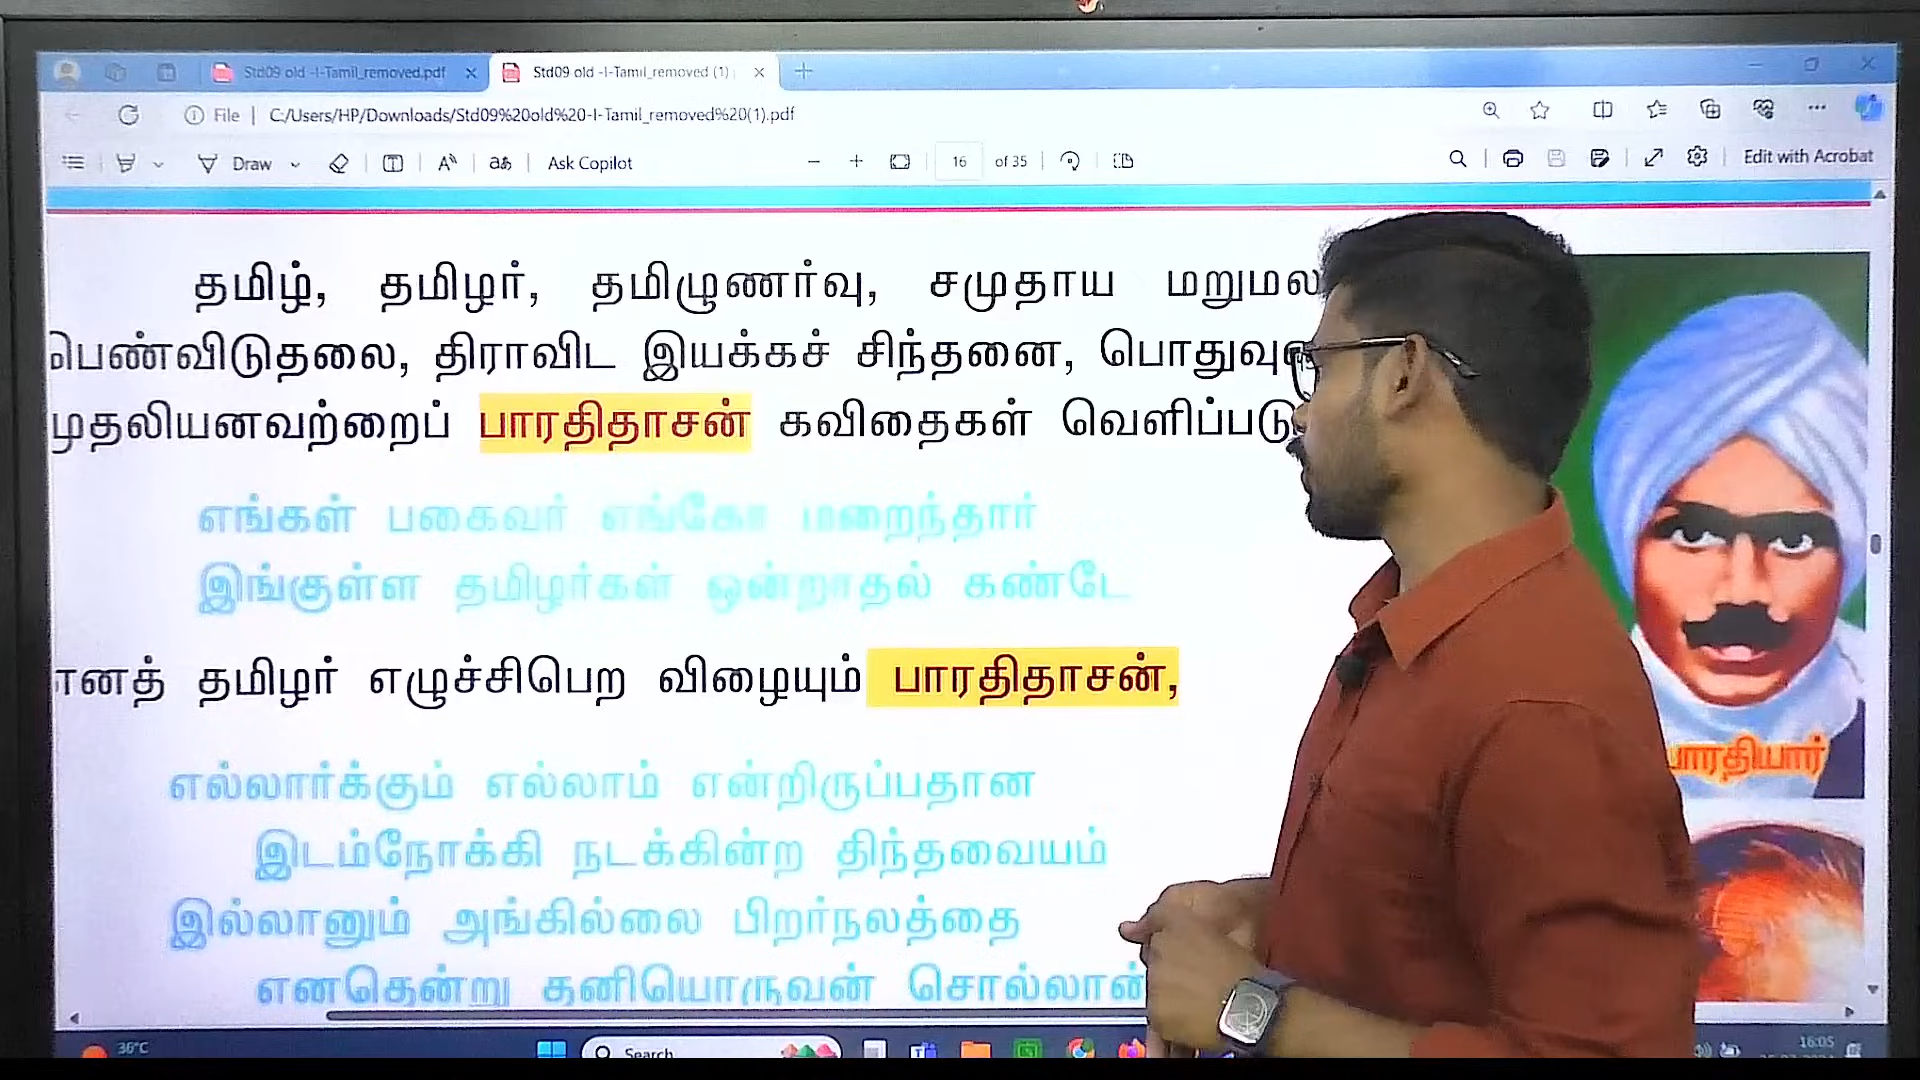 Std09 old -I-Tamil_removed.pdf
Std09 old -I-Tamil_removed (1)
File | C:/Users/HP/Downloads/Std09%20old%20-I-Tamil_removed%20(1).pdf
Draw
Ask Copilot
16 of 35
Edit with Acrobat
தமிழ், தமிழர், தமிழுணர்வு, சமுதாய மறுமல
பெண்விடுதலை, திராவிட இயக்கச் சிந்தனை, பொதுவு
முதலியனவற்றைப் பாரதிதாசன் கவிதைகள் வெளிப்படு
எங்கள் பகைவர் எங்கோ மறைந்தார்
இங்குள்ள தமிழர்கள் ஒன்றாதல் கண்டே
னத் தமிழர் எழுச்சிபெற விழையும் பாரதிதாசன்,
எல்லார்க்கும் எல்லாம் என்றிருப்பதான
இடம்நோக்கி நடக்கின்ற திந்தவையம்
இல்லானும் அங்கில்லை பிறர்நலத்தை
எனதென்று தனியொருவன் சொல்லான்
பாரதியார்
36°C
Search
16:05